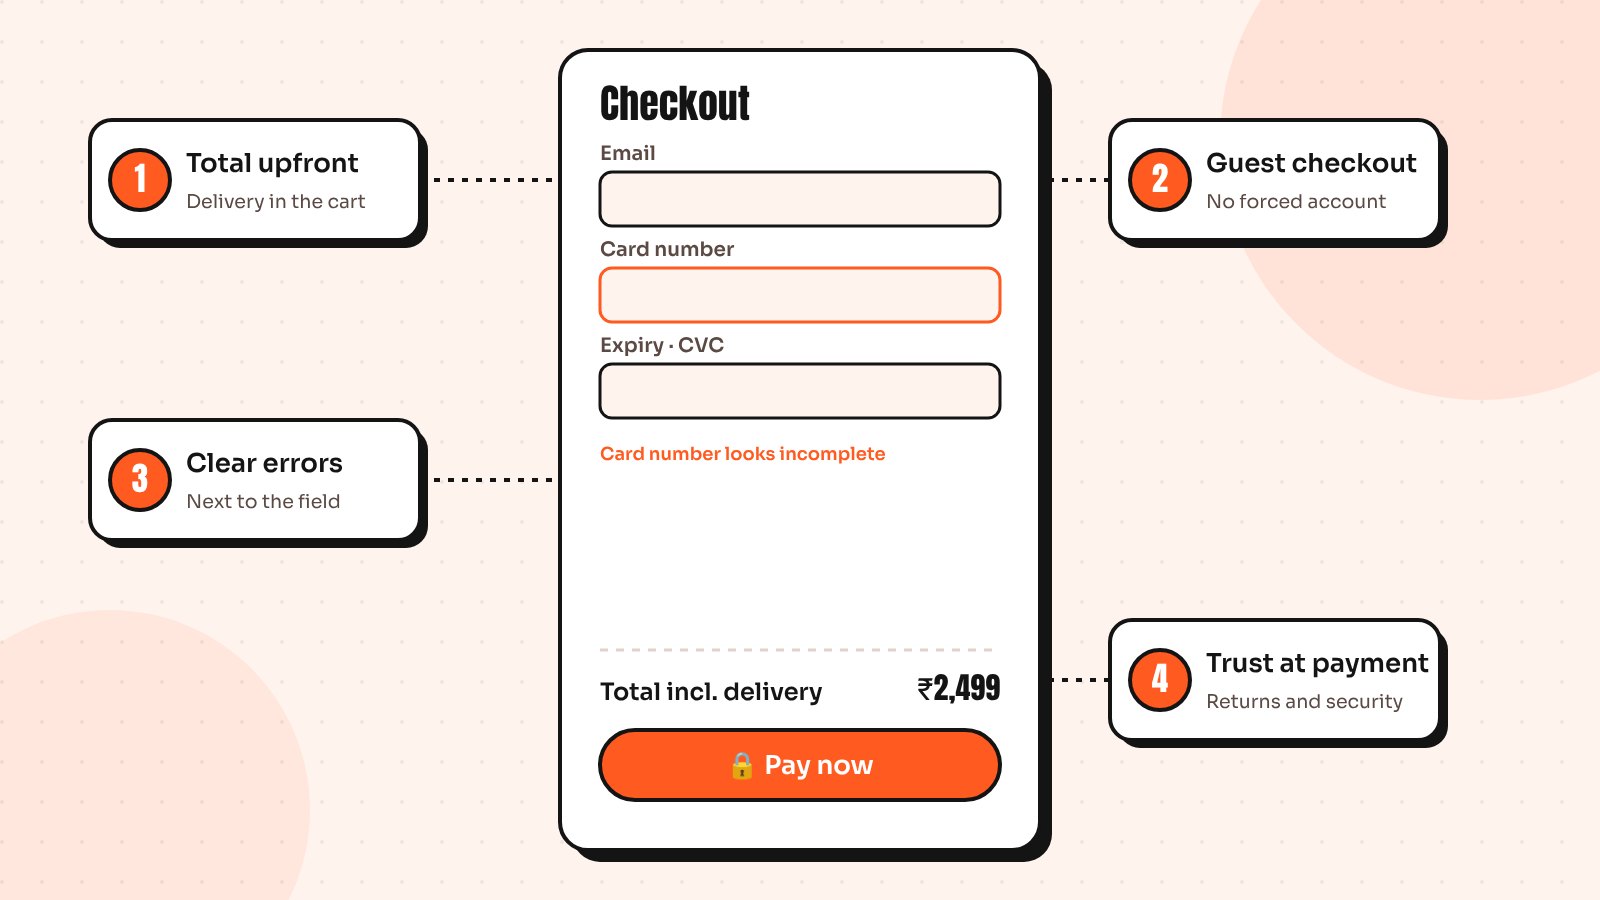 Checkout
Email
Card number
Expiry · CVC
Card number looks incomplete
Total incl. delivery ₹2,499
🔒 Pay now
1 Total upfront
Delivery in the cart
2 Guest checkout
No forced account
3 Clear errors
Next to the field
4 Trust at payment
Returns and security